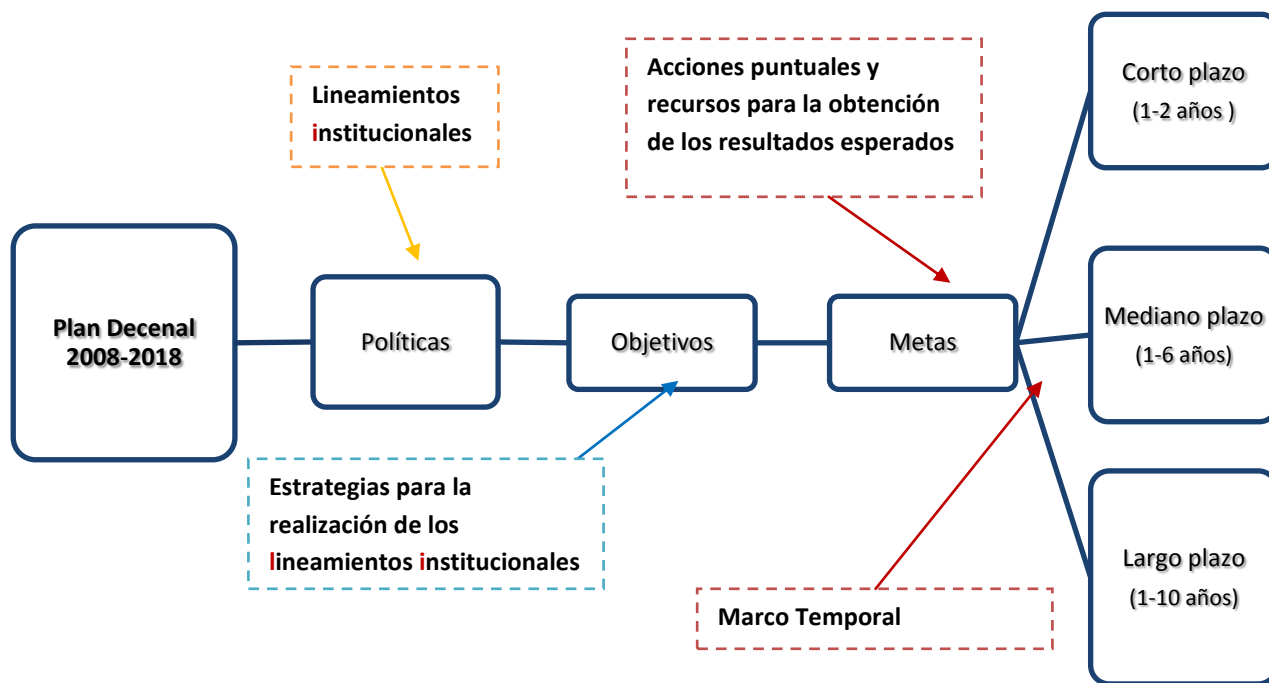 Lineamientos
institucionales
Acciones puntuales y
recursos para la obtención
de los resultados esperados
Corto plazo
(1-2 años )
Plan Decenal
2008-2018
Políticas
Objetivos
Metas
Mediano plazo
(1-6 años)
Estrategias para la
realización de los
lineamientos institucionales
Marco Temporal
Largo plazo
(1-10 años)